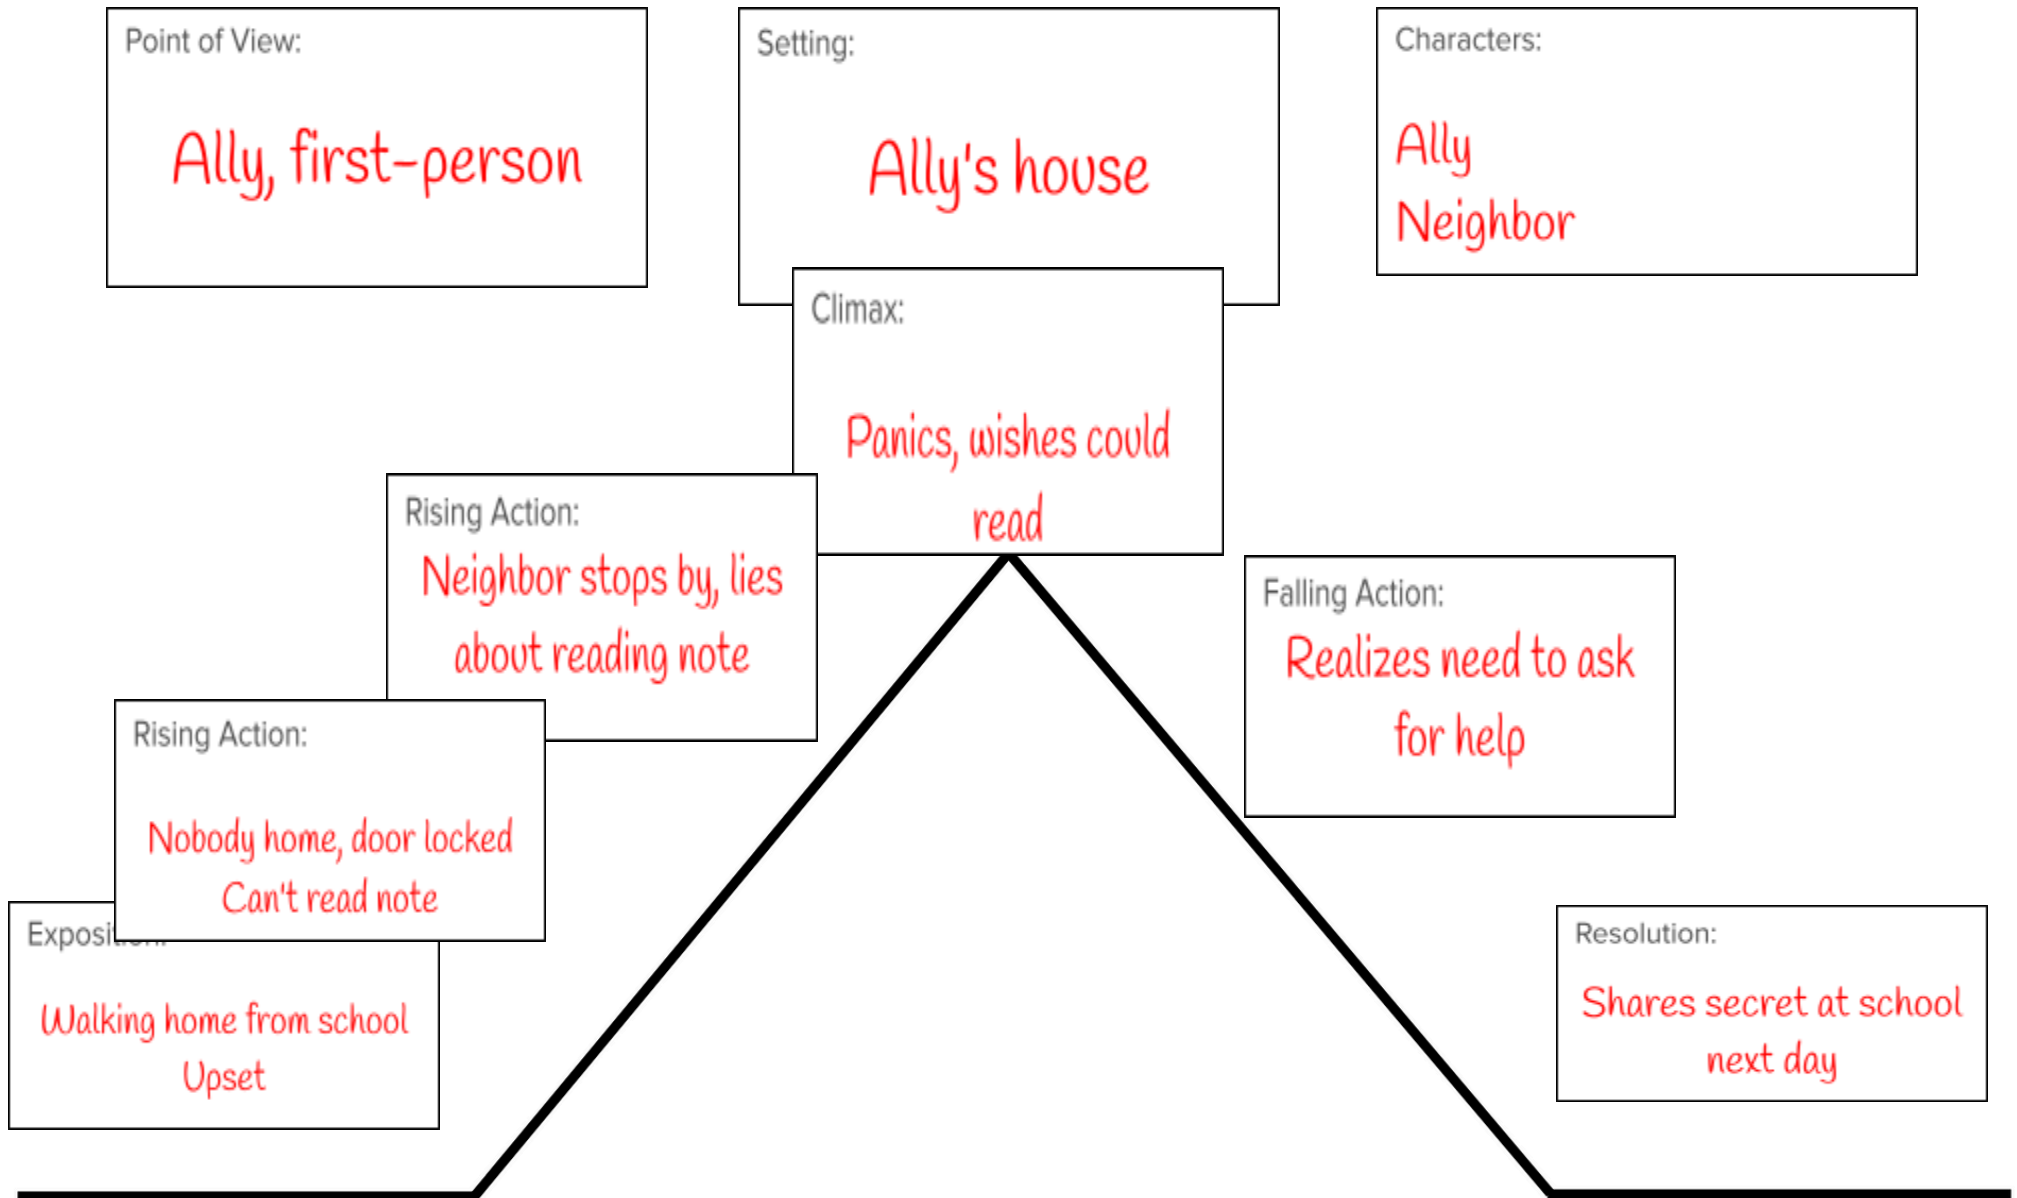 Point of View:
Ally, first-person
Setting:
Ally's house
Characters:
Ally
Neighbor
Climax:
Panics, wishes could
read
Rising Action:
Neighbor stops by, lies
about reading note
Rising Action:
Nobody home, door locked
Can't read note
Exposition:
Walking home from school
Upset
Falling Action:
Realizes need to ask
for help
Resolution:
Shares secret at school
next day